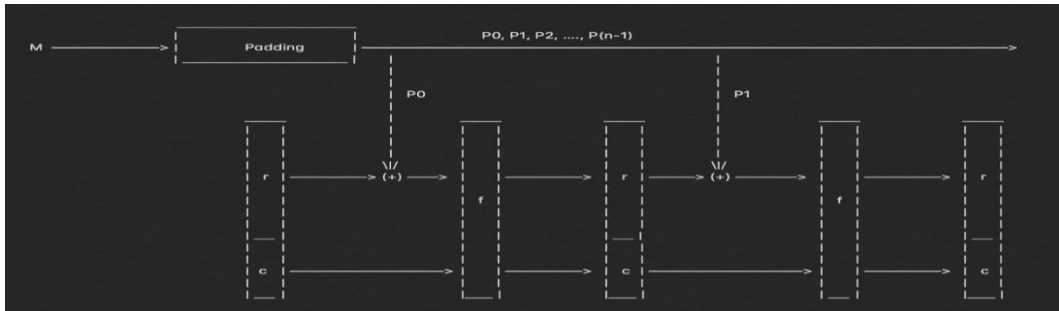 P0, P1, P2, ...., P(n-1)
M Padding
P0 P1
r (+) r (+) r
f f
c c c